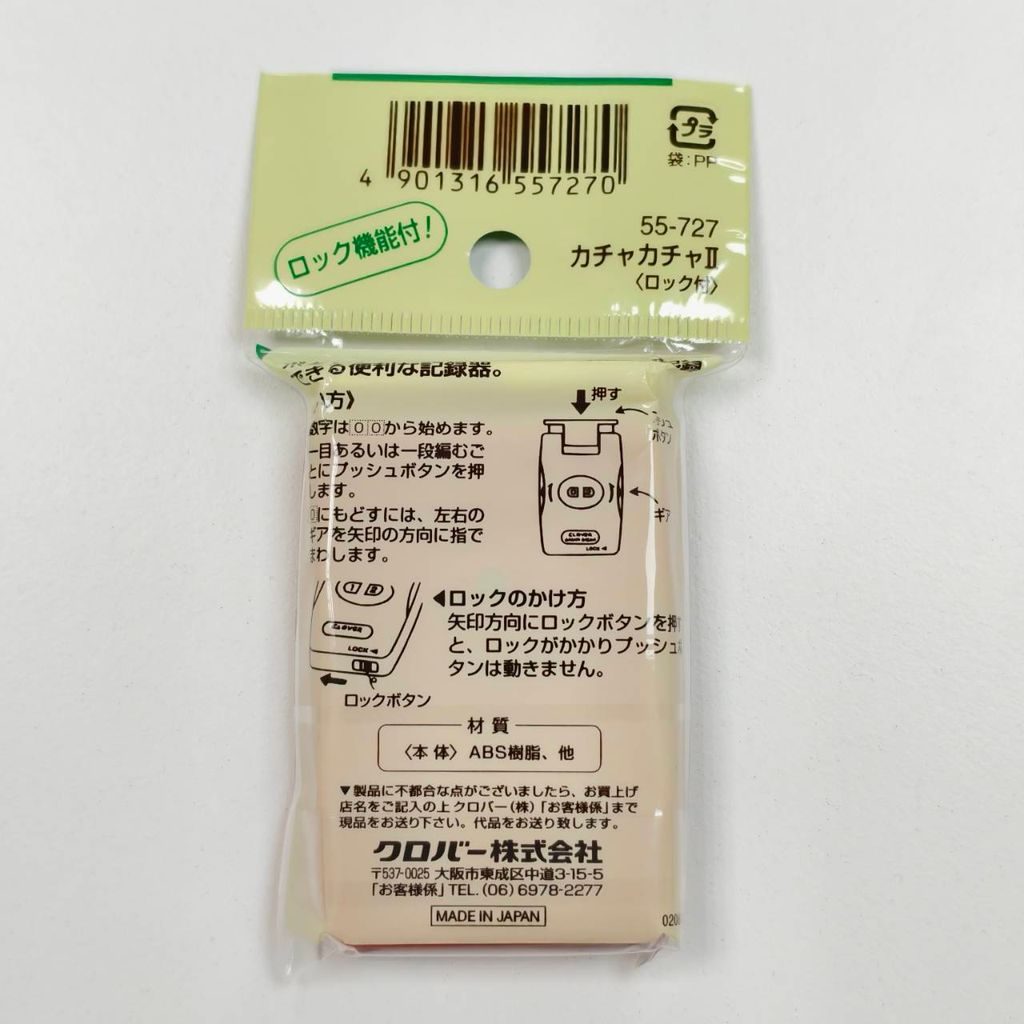 4 901316 557270
プラ
袋:PP
ロック機能付!
55-727
カチャカチャⅡ
〈ロック付〉
できる便利な記録器。
方》
数字は00から始めます。
一目あるいは一段編むご
とにプッシュボタンを押
します。
0にもどすには、左右の
ギアを矢印の方向に指で
まわします。
押す
ボタン
ギア
CLOVER
LOCK◀
1 2
CLOVER
LOCK◀
ロックボタン
◀ロックのかけ方
矢印方向にロックボタンを押す
と、ロックがかかりプッシュボ
タンは動きません。
材質
〈本体〉ABS樹脂、他
▼製品に不都合な点がございましたら、お買上げ
店名をご記入の上クロバー(株)「お客様係」まで
現品をお送り下さい。代品をお送り致します。
クロバー株式会社
〒537-0025 大阪市東成区中道3-15-5
「お客様係」TEL.(06)6978-2277
MADE IN JAPAN